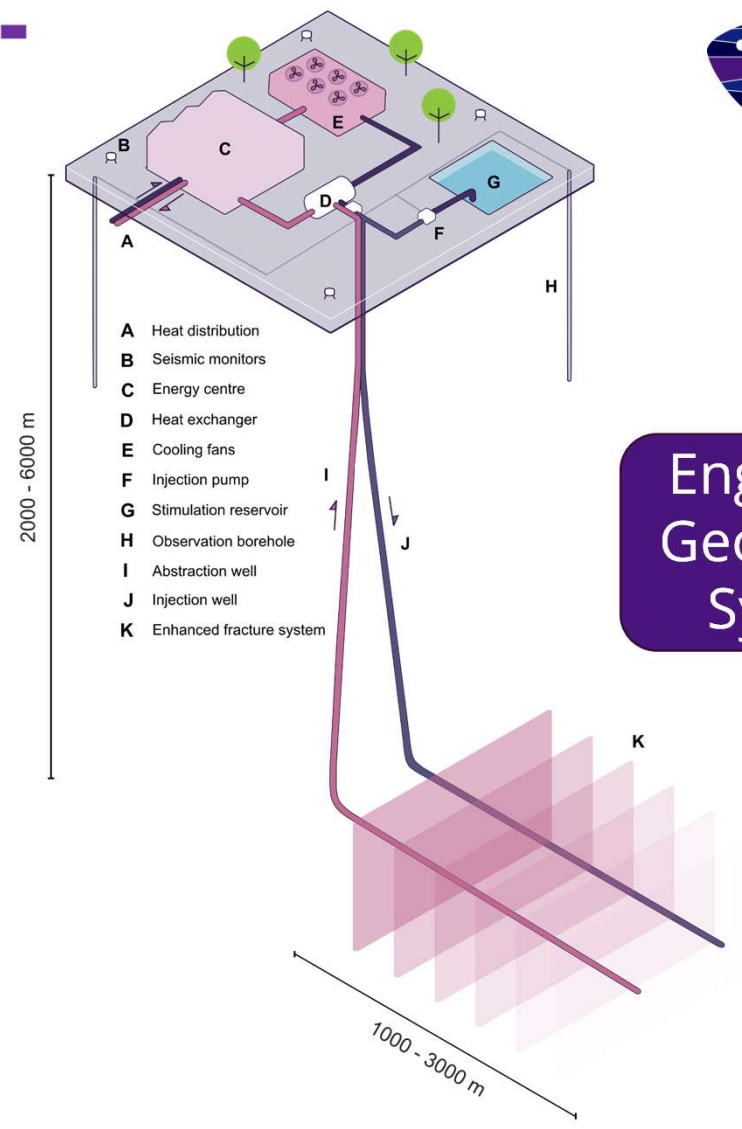 B
C
E
D
G
F
A
H
A Heat distribution
B Seismic monitors
C Energy centre
D Heat exchanger
E Cooling fans
F Injection pump
G Stimulation reservoir
H Observation borehole
I Abstraction well
J Injection well
K Enhanced fracture system
2000 - 6000 m
I
J
K
1000 - 3000 m